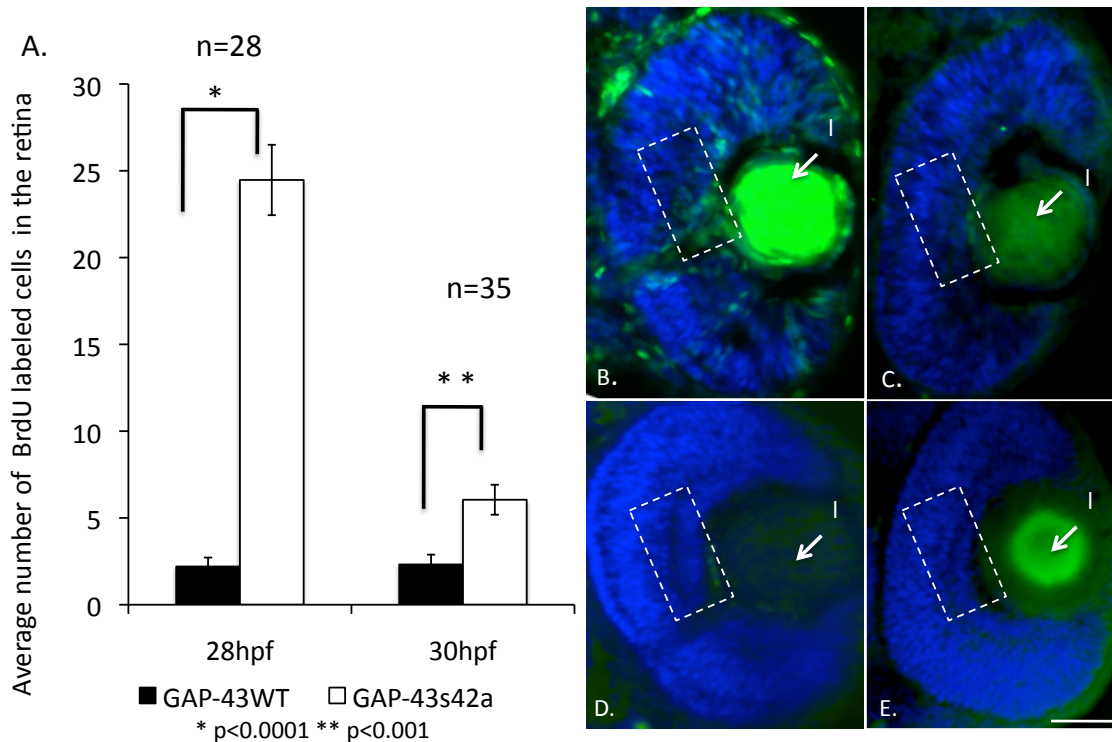 A.
n=28
n=35
Average number of BrdU labeled cells in the retina
30
25
20
15
10
5
0
*
* *
28hpf
30hpf
GAP-43WT
GAP-43s42a
* p<0.0001 ** p<0.001
l
B.
l
C.
l
D.
l
E.